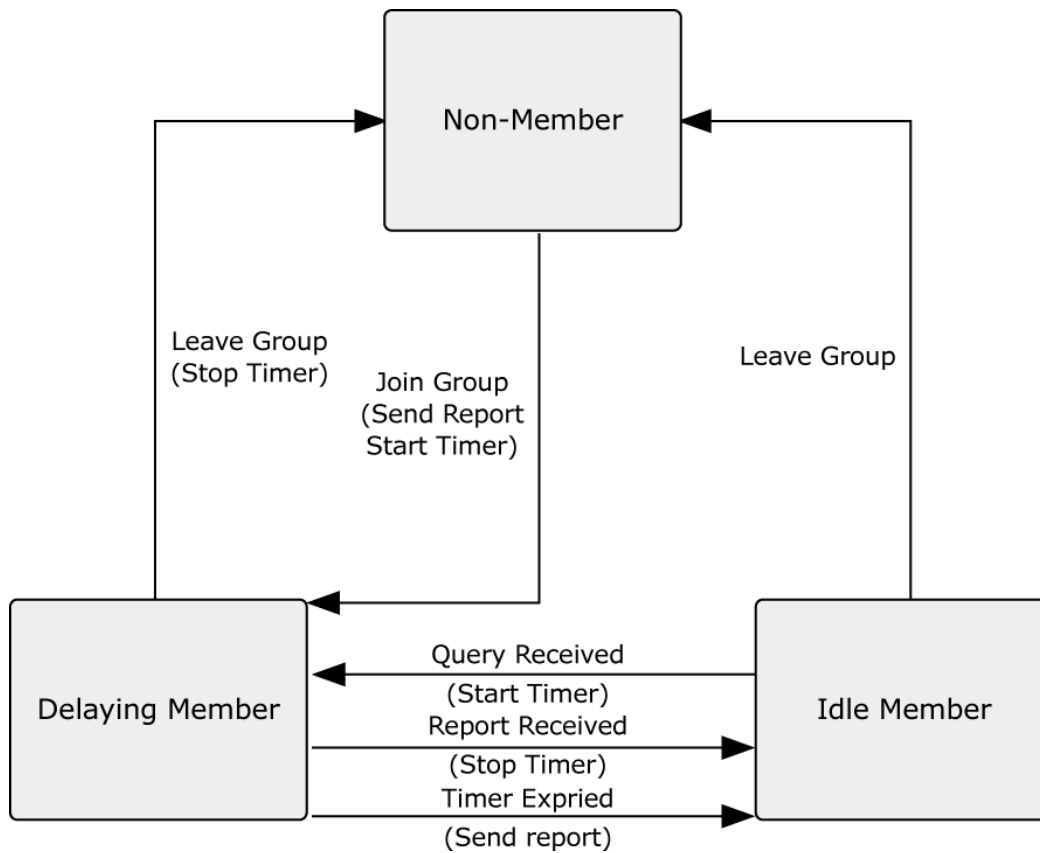 Non-Member
Leave Group
(Stop Timer)
Join Group
(Send Report
Start Timer)
Leave Group
Delaying Member
Query Received
(Start Timer)
Report Received
(Stop Timer)
Timer Expried
(Send report)
Idle Member